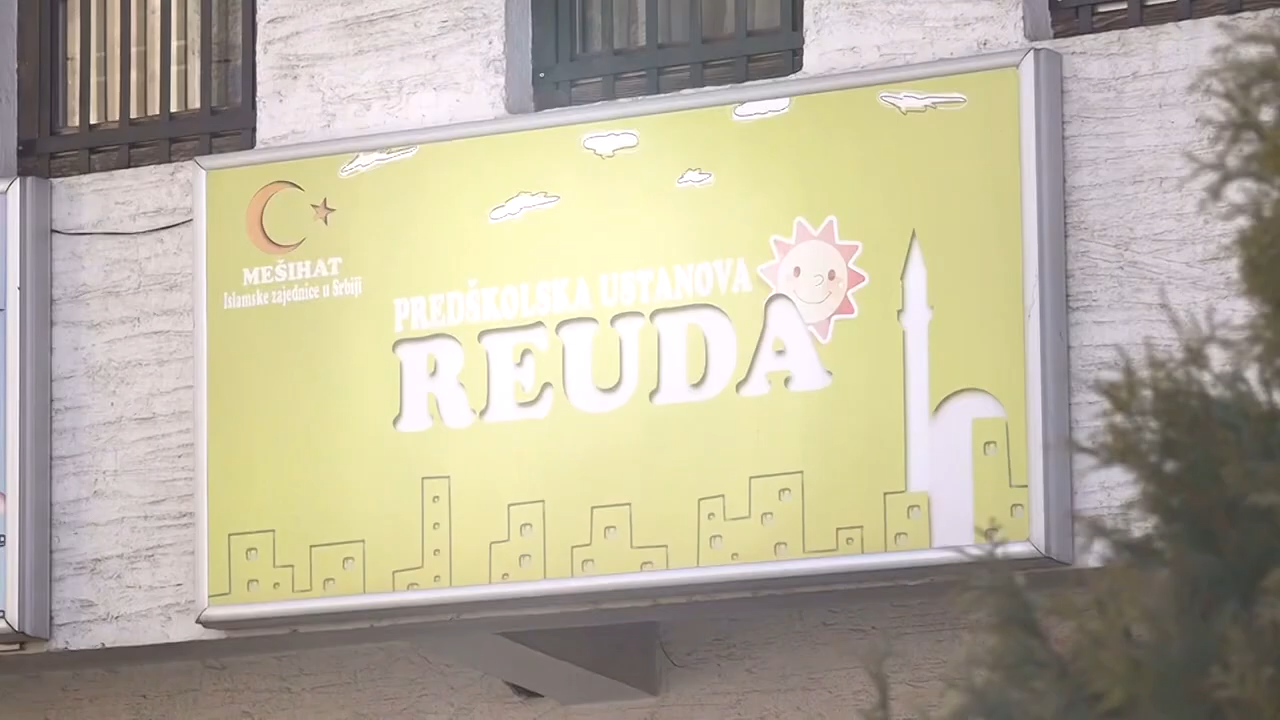 MEŠIHAT
Islamske zajednice u Srbiji
PREDŠKOLSKA USTANOVA
REUDA